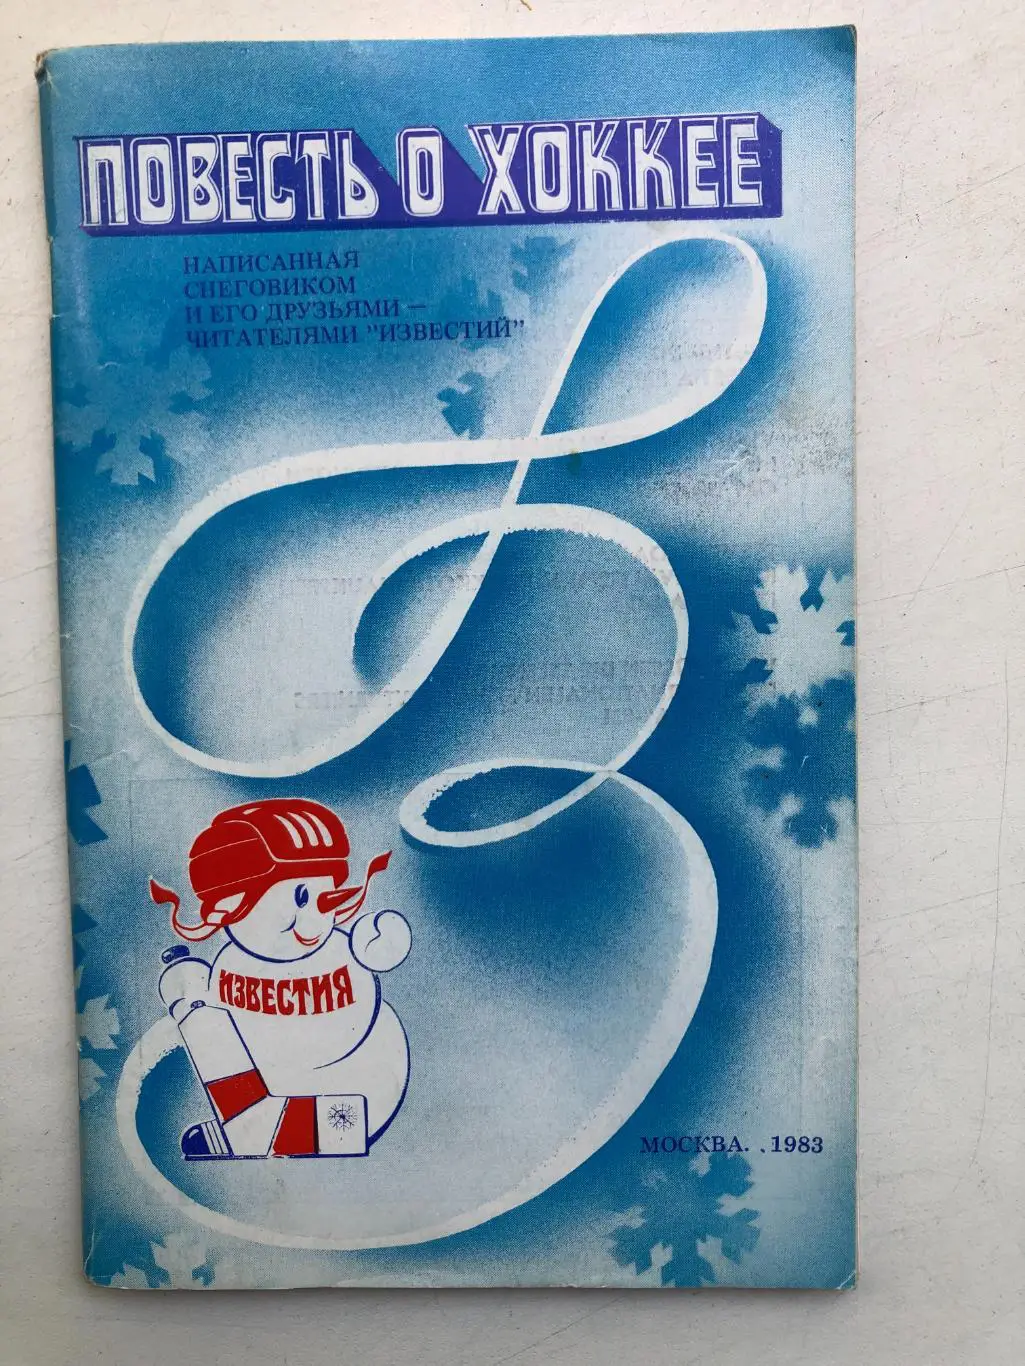 ПОВЕСТЬ О ХОККЕЕ
НАПИСАННАЯ
СНЕГОВИКОМ
И ЕГО ДРУЗЬЯМИ —
ЧИТАТЕЛЯМИ "ИЗВЕСТИЙ"
ИЗВЕСТИЯ
МОСКВА. . 1983